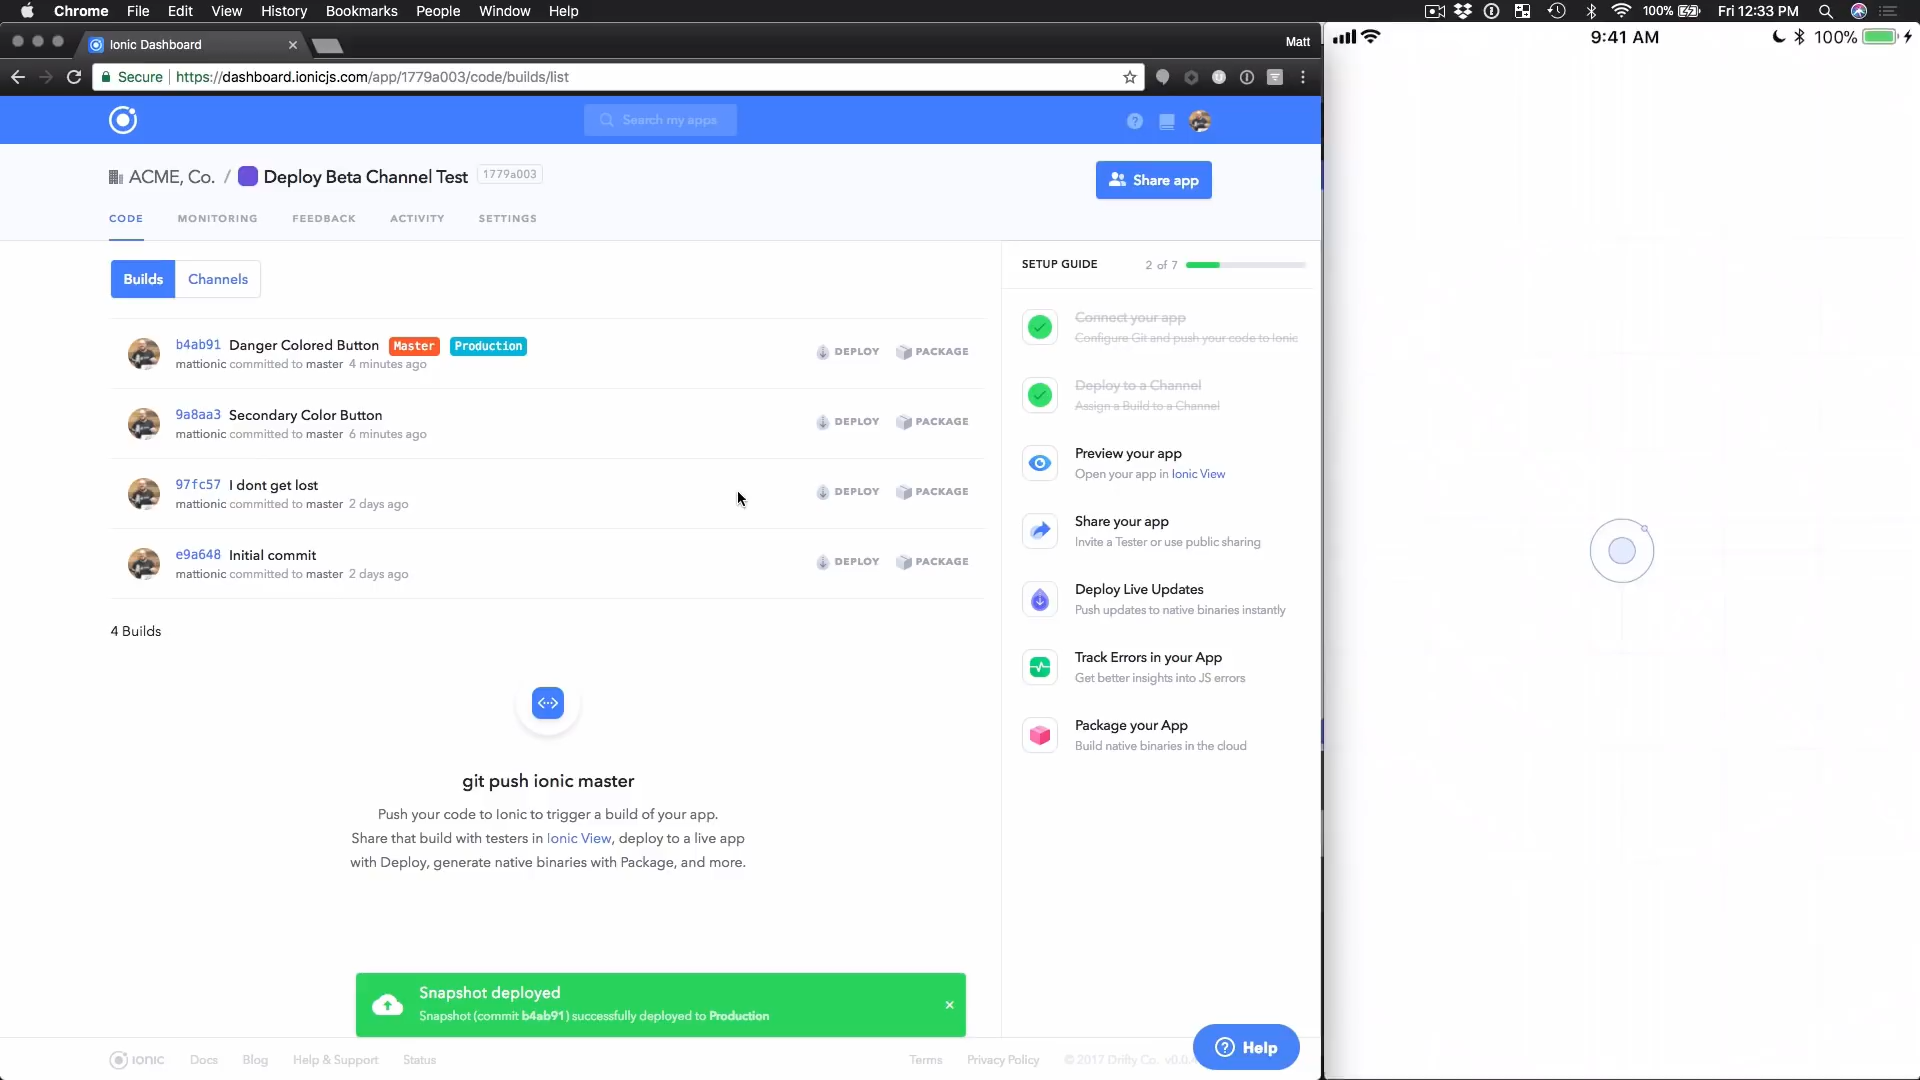 Chrome File Edit View History Bookmarks People Window Help
100% Fri 12:33 PM
Ionic Dashboard
Matt
Secure https://dashboard.ionicjs.com/app/1779a003/code/builds/list
9:41 AM
100%
Search my apps
ACME, Co. / Deploy Beta Channel Test 1779a003
Share app
CODE MONITORING FEEDBACK ACTIVITY SETTINGS
Builds Channels
b4ab91 Danger Colored Button Master Production
mattionic committed to master 4 minutes ago
DEPLOY PACKAGE
9a8aa3 Secondary Color Button
mattionic committed to master 6 minutes ago
DEPLOY PACKAGE
97fc57 I dont get lost
mattionic committed to master 2 days ago
DEPLOY PACKAGE
e9a648 Initial commit
mattionic committed to master 2 days ago
DEPLOY PACKAGE
4 Builds
git push ionic master
Push your code to Ionic to trigger a build of your app.
Share that build with testers in Ionic View, deploy to a live app
with Deploy, generate native binaries with Package, and more.
SETUP GUIDE 2 of 7
Connect your app
Configure Git and push your code to Ionic
Deploy to a Channel
Assign a Build to a Channel
Preview your app
Open your app in Ionic View
Share your app
Invite a Tester or use public sharing
Deploy Live Updates
Push updates to native binaries instantly
Track Errors in your App
Get better insights into JS errors
Package your App
Build native binaries in the cloud
Snapshot deployed
Snapshot (commit b4ab91) successfully deployed to Production
Help
IONIC Docs Blog Help & Support Status
Terms Privacy Policy © 2017 Drifty Co.